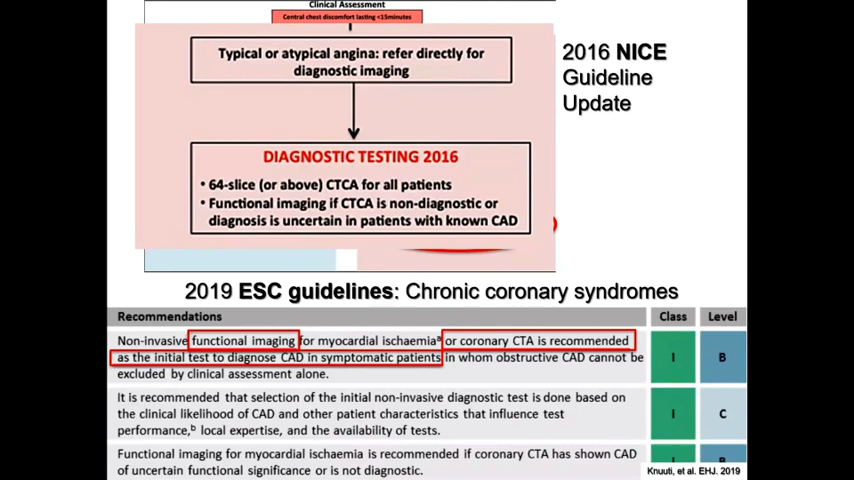 Clinical Assessment
Central chest discomfort lasting <15minutes
Typical or atypical angina: refer directly for
diagnostic imaging
DIAGNOSTIC TESTING 2016
• 64-slice (or above) CTCA for all patients
• Functional imaging if CTCA is non-diagnostic or
diagnosis is uncertain in patients with known CAD
2016 NICE
Guideline
Update
2019 ESC guidelines: Chronic coronary syndromes
Recommendations Class Level
Non-invasive functional imaging for myocardial ischaemiaᵃ or coronary CTA is recommended
as the initial test to diagnose CAD in symptomatic patients in whom obstructive CAD cannot be
excluded by clinical assessment alone.
I B
It is recommended that selection of the initial non-invasive diagnostic test is done based on
the clinical likelihood of CAD and other patient characteristics that influence test
performance,ᵇ local expertise, and the availability of tests.
I C
Functional imaging for myocardial ischaemia is recommended if coronary CTA has shown CAD
of uncertain functional significance or is not diagnostic.
I B
Knuuti, et al. EHJ. 2019